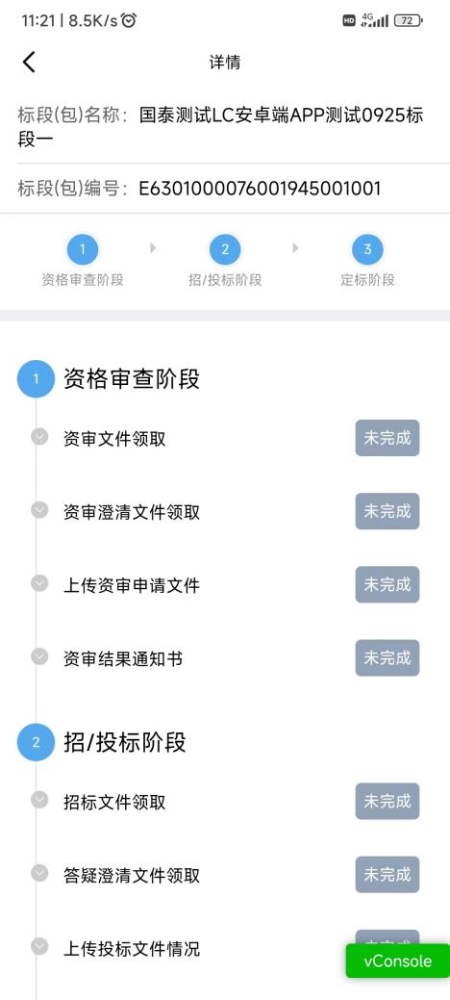 11:21 | 8.5K/s
HD 4G 72
详情
标段(包)名称：国泰测试LC安卓端APP测试0925标
段一
标段(包)编号：E6301000076001945001001
1 2 3
资格审查阶段 招/投标阶段 定标阶段
1 资格审查阶段
资审文件领取 未完成
资审澄清文件领取 未完成
上传资审申请文件 未完成
资审结果通知书 未完成
2 招/投标阶段
招标文件领取 未完成
答疑澄清文件领取 未完成
上传投标文件情况
vConsole